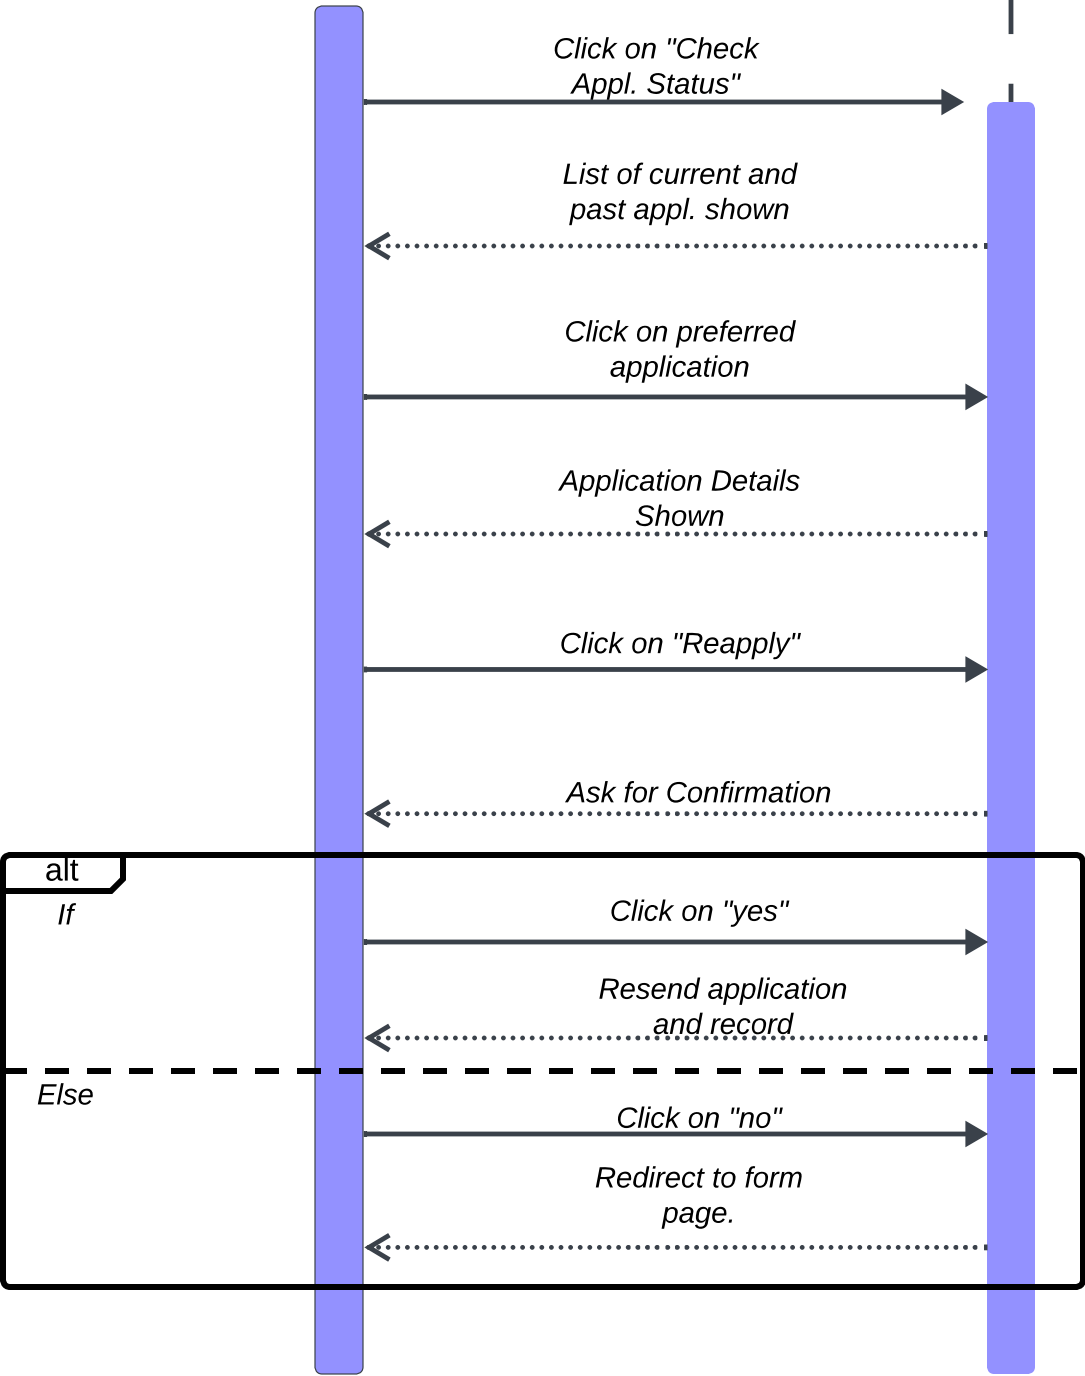 Click on "Check
Appl. Status"
List of current and
past appl. shown
Click on preferred
application
Application Details
Shown
Click on "Reapply"
Ask for Confirmation
alt
If
Click on "yes"
Resend application
and record
Else
Click on "no"
Redirect to form
page.